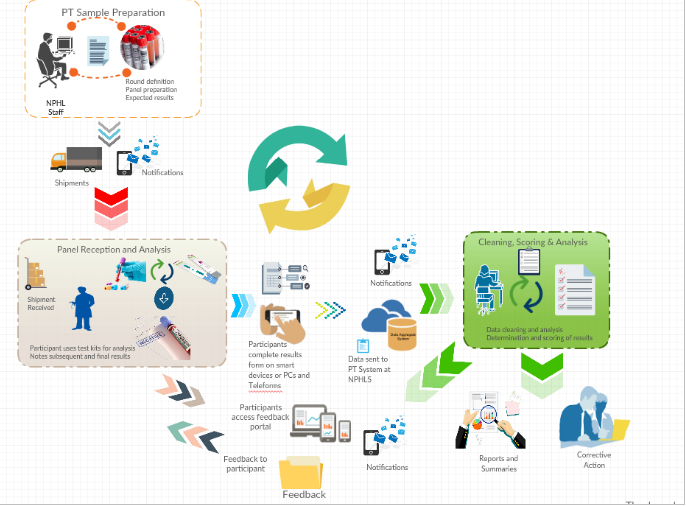 PT Sample Preparation
Round definition
Panel preparation
Expected results
NPHL
Staff
Notifications
Shipments
Panel Reception and Analysis
Shipment
Received
Participant uses test kits for analysis
Notes subsequent and final results
Participants
complete results
form on smart
devices or PCs and
Teleforms
Notifications
Data sent to
PT System at
NPHLS
Cleaning, Scoring & Analysis
Data cleaning and analysis
Determination and scoring of results
Participants
access feedback
portal
Feedback to
participant
Notifications
Feedback
Reports and
Summaries
Corrective
Action